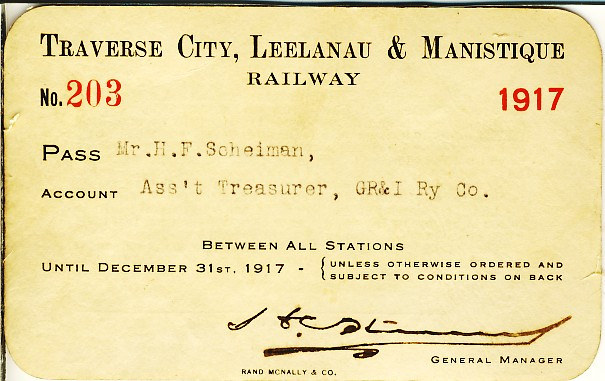 TRAVERSE CITY, LEELANAU & MANISTIQUE
RAILWAY
No. 203
1917
PASS Mr. H. F. Scheiman,
ACCOUNT Ass't Treasurer, GR&I Ry Co.
BETWEEN ALL STATIONS
UNTIL DECEMBER 31ST, 1917 - { UNLESS OTHERWISE ORDERED AND
SUBJECT TO CONDITIONS ON BACK
GENERAL MANAGER
RAND MCNALLY & CO.